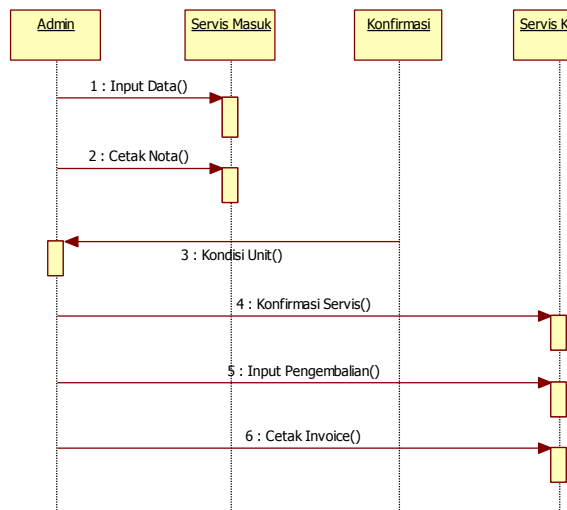 Admin
Servis Masuk
Konfirmasi
Servis
1 : Input Data()
2 : Cetak Nota()
3 : Kondisi Unit()
4 : Konfirmasi Servis()
5 : Input Pengembalian()
6 : Cetak Invoice()